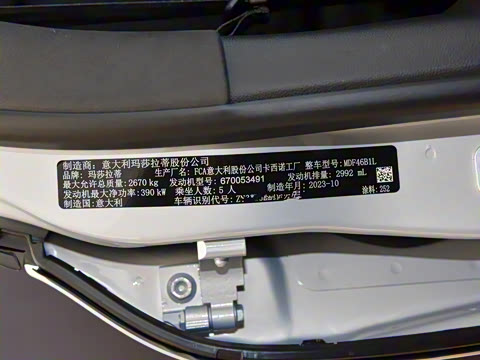 制造商：意大利玛莎拉蒂股份公司
品牌：玛莎拉蒂 生产厂名：FCA意大利股份公司卡西诺工厂 整车型号：MDF46B1L
最大允许总质量：2670 kg 发动机型号：670053491 发动机排量：2992 mL
发动机最大净功率：390 kW 乘坐人数：5 人 制造年月：2023-10
制造国：意大利 车辆识别代号： 涂料：252